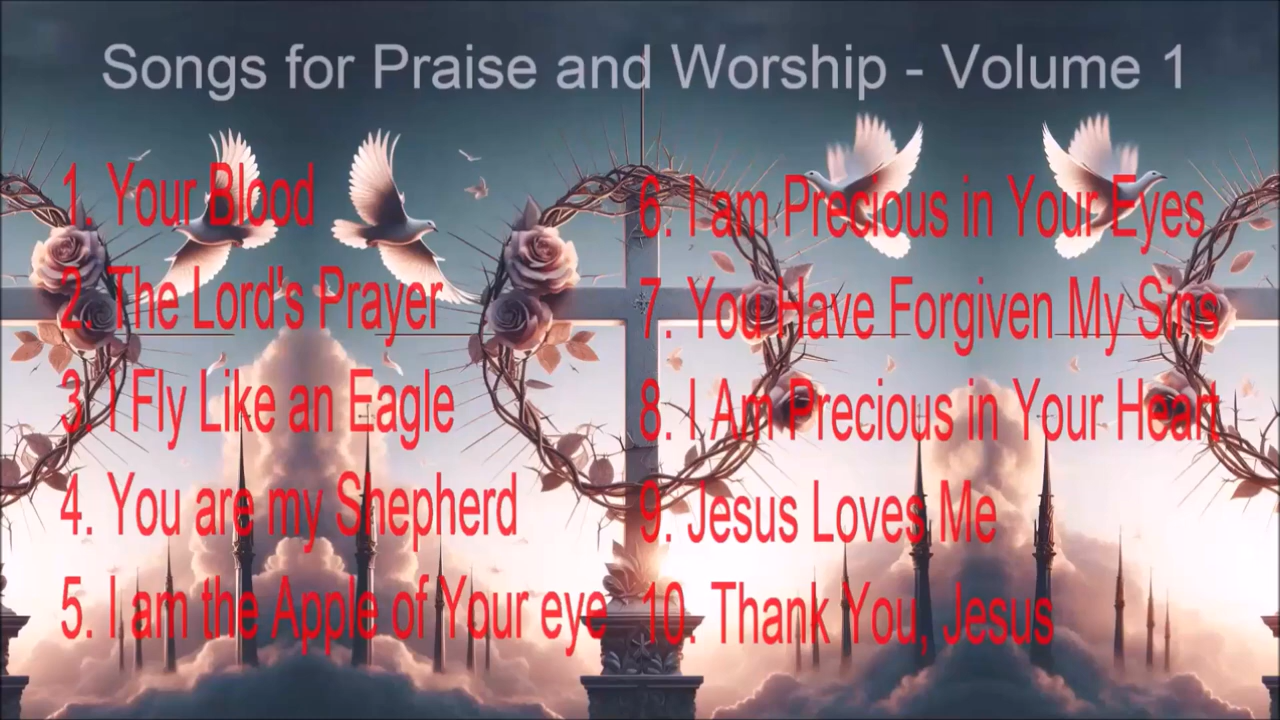 Songs for Praise and Worship - Volume 1
1. Your Blood
2. The Lord's Prayer
3. I Fly Like an Eagle
4. You are my Shepherd
5. I am the Apple of Your eye
6. I am Precious in Your Eyes
7. You Have Forgiven My Sins
8. I Am Precious in Your Heart
9. Jesus Loves Me
10. Thank You, Jesus